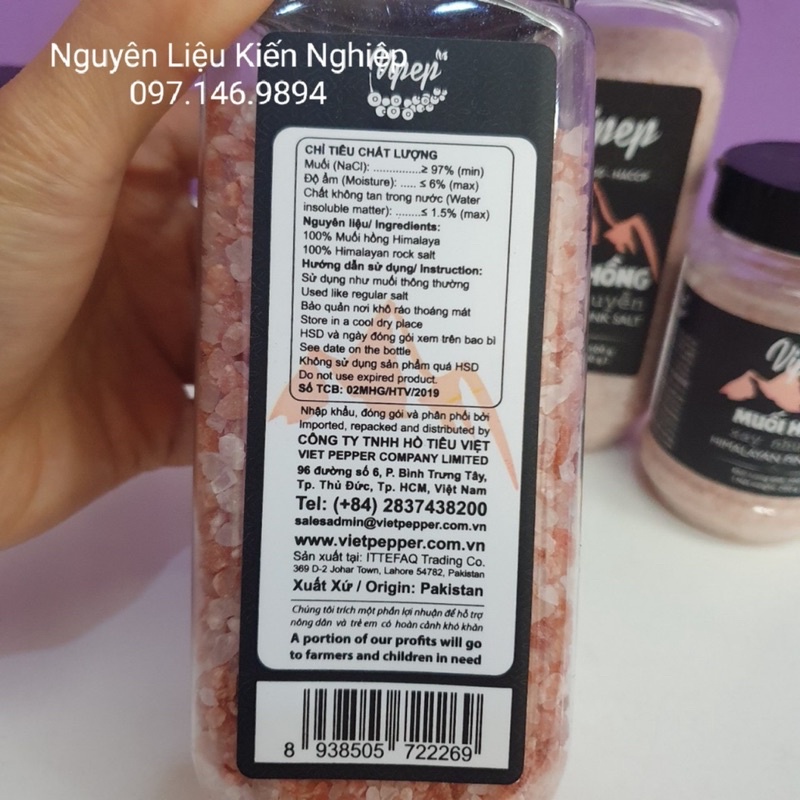 Nguyên Liệu Kiến Nghiệp
097.146.9894
Vipep
CHỈ TIÊU CHẤT LƯỢNG
Muối (NaCl): ...............≥ 97% (min)
Độ ẩm (Moisture): ..... ≤ 6% (max)
Chất không tan trong nước (Water
insoluble matter): ........≤ 1.5% (max)
Nguyên liệu/ Ingredients:
100% Muối hồng Himalaya
100% Himalayan rock salt
Hướng dẫn sử dụng/ Instruction:
Sử dụng như muối thông thường
Used like regular salt
Bảo quản nơi khô ráo thoáng mát
Store in a cool dry place
HSD và ngày đóng gói xem trên bao bì
See date on the bottle
Không sử dụng sản phẩm quá HSD
Do not use expired product.
Số TCB: 02MHG/HTV/2019
Nhập khẩu, đóng gói và phân phối bởi
Imported, repacked and distributed by
CÔNG TY TNHH HỒ TIÊU VIỆT
VIET PEPPER COMPANY LIMITED
96 đường số 6, P. Bình Trưng Tây,
Tp. Thủ Đức, Tp. HCM, Việt Nam
Tel: (+84) 2837438200
salesadmin@vietpepper.com.vn
www.vietpepper.com.vn
Sản xuất tại: ITTEFAQ Trading Co.
369 D-2 Johar Town, Lahore 54782, Pakistan
Xuất Xứ / Origin: Pakistan
Chúng tôi trích một phần lợi nhuận để hỗ trợ
nông dân và trẻ em có hoàn cảnh khó khăn
A portion of our profits will go
to farmers and children in need
8 938505 722269
HỒNG
SALT
MUỐI
HIMALAYAN